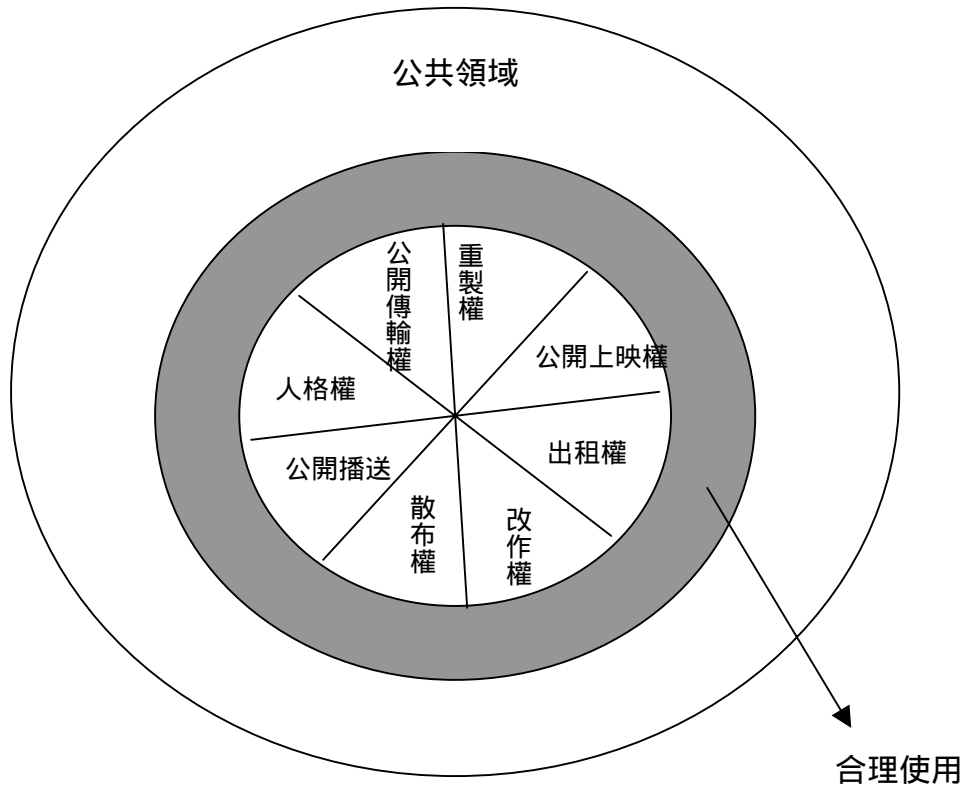 公共領域
公開傳輸權
重製權
公開上映權
人格權
出租權
公開播送
散布權
改作權
合理使用